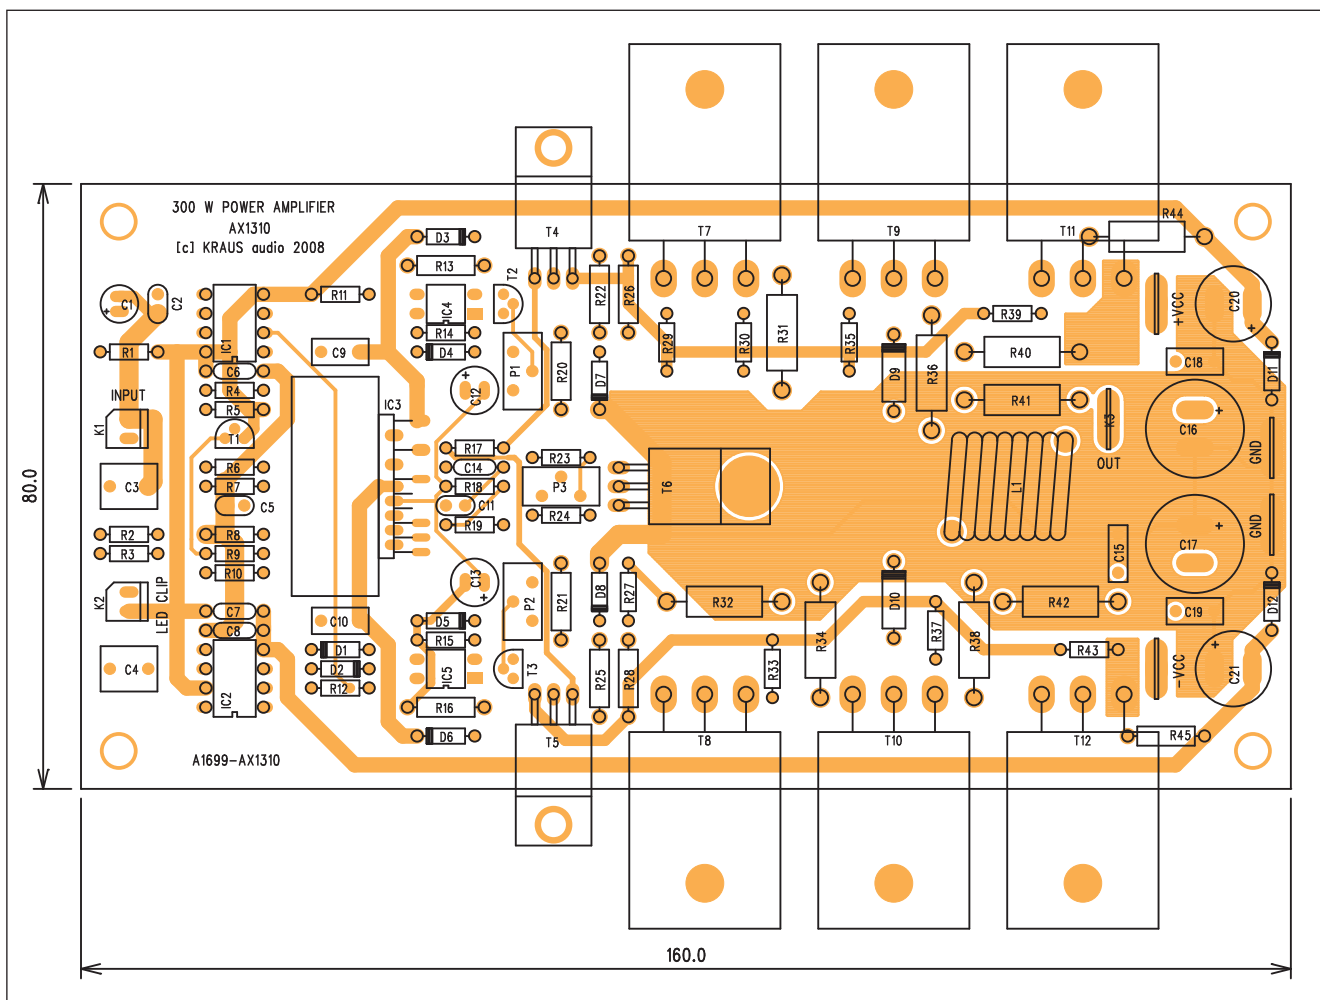 300 W POWER AMPLIFIER
AX1310
[c] KRAUS audio 2008
D3
R13
T2
T4
T7
T9
T11
R44
C1
+
C2
R11
IC4
R22
R26
+VCC
C20
+
R1
IC1
C9
R14
D4
P1
R20
D7
R29
R30
R31
R35
D9
R36
R39
R40
C18
D11
C6
R4
R5
INPUT
K1
T1
IC3
+
C12
R41
K3
OUT
C16
+
GND
R17
C14
R18
C11
R19
R23
P3
R24
T6
L1
C3
R6
R7
C5
80.0
R2
R3
R8
R9
R10
K2
LED CLIP
C7
C8
C10
C13
+
P2
R21
D8
R27
R32
R34
D10
R37
R38
R42
C15
C17
+
GND
C19
D12
D5
R15
IC5
R16
T3
D1
D2
R12
IC2
C4
R25
R28
R33
R43
-VCC
C21
+
D6
T5
T8
T10
T12
R45
A1699-AX1310
160.0